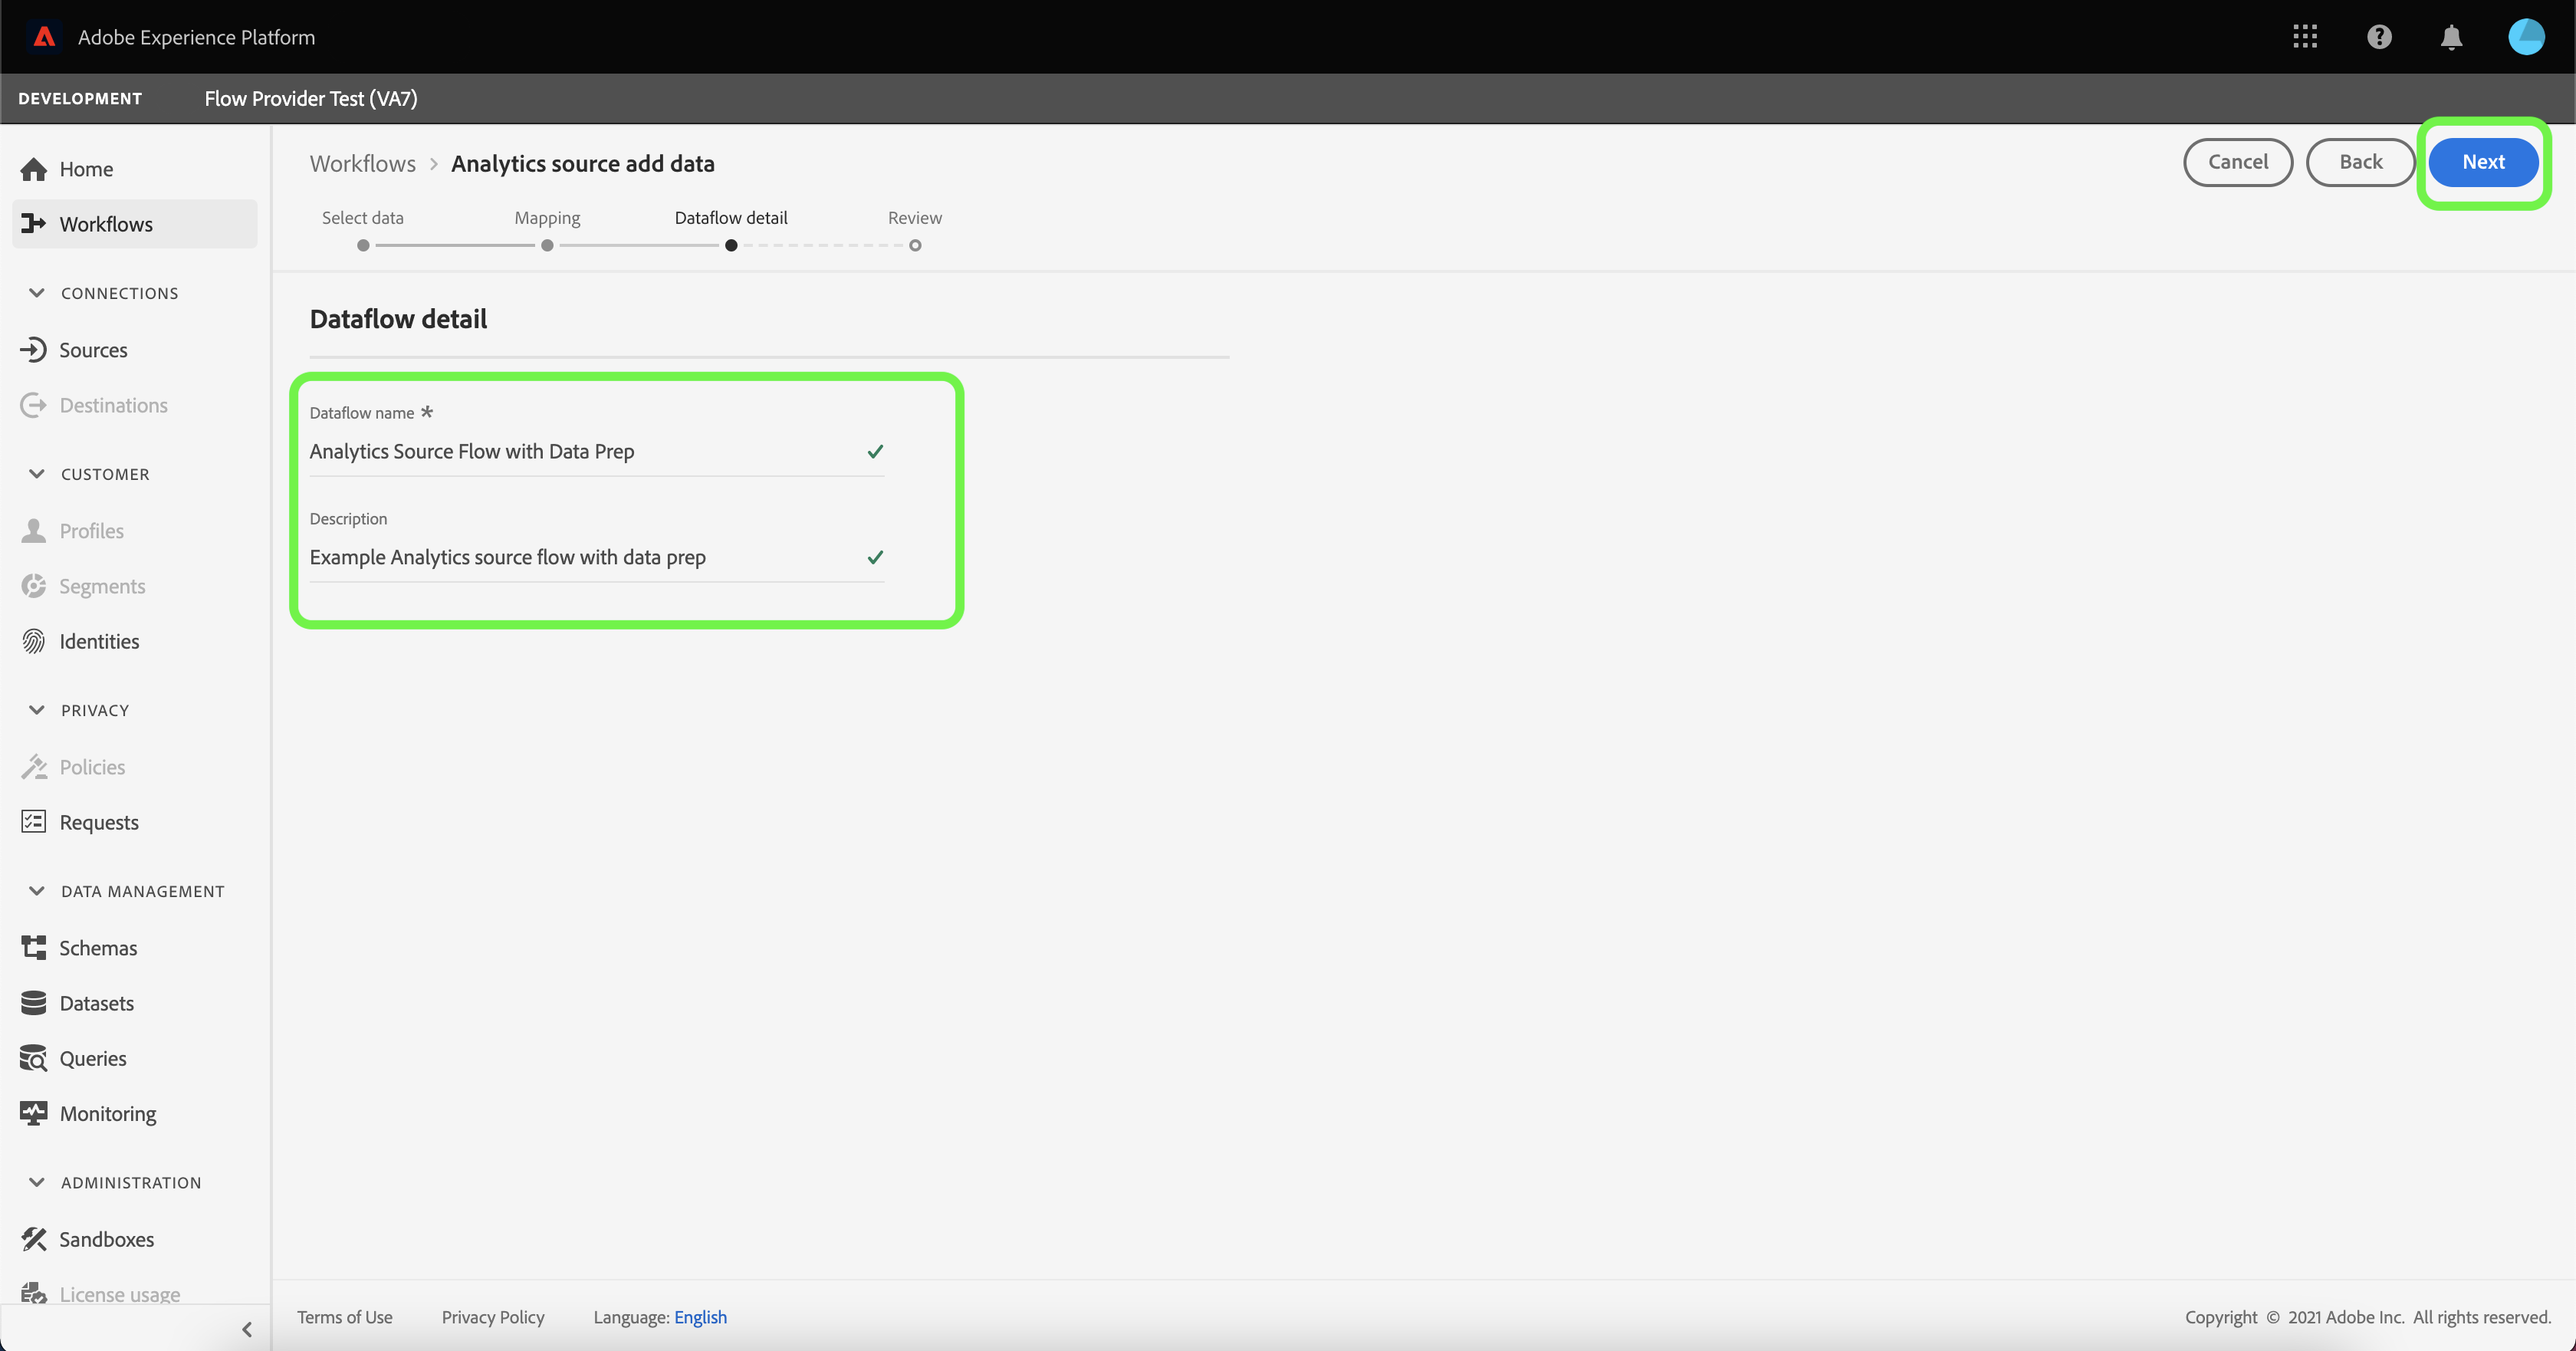 Adobe Experience Platform
DEVELOPMENT Flow Provider Test (VA7)
Home
Workflows
CONNECTIONS
Sources
Destinations
CUSTOMER
Profiles
Segments
Identities
PRIVACY
Policies
Requests
DATA MANAGEMENT
Schemas
Datasets
Queries
Monitoring
ADMINISTRATION
Sandboxes
License usage
Workflows > Analytics source add data
Cancel Back Next
Select data Mapping Dataflow detail Review
Dataflow detail
Dataflow name *
Analytics Source Flow with Data Prep
Description
Example Analytics source flow with data prep
Terms of Use Privacy Policy Language: English
Copyright © 2021 Adobe Inc. All rights reserved.